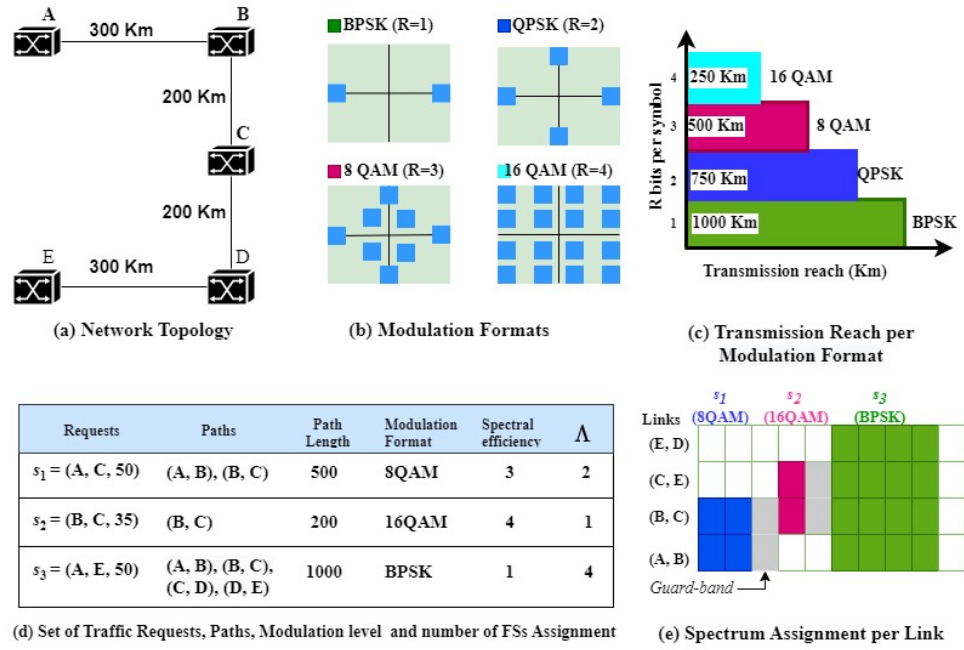 A
300 Km
B
200 Km
C
200 Km
E
300 Km
D
(a) Network Topology
BPSK (R=1)
QPSK (R=2)
8 QAM (R=3)
16 QAM (R=4)
(b) Modulation Formats
R bits per symbol
4
250 Km
16 QAM
3
500 Km
8 QAM
2
750 Km
QPSK
1
1000 Km
BPSK
Transmission reach (Km)
(c) Transmission Reach per
Modulation Format
Requests
Paths
Path
Length
Modulation
Format
Spectral
efficiency
Λ
s1 = (A, C, 50)
(A, B), (B, C)
500
8QAM
3
2
s2 = (B, C, 35)
(B, C)
200
16QAM
4
1
s3 = (A, E, 50)
(A, B), (B, C),
(C, D), (D, E)
1000
BPSK
1
4
(d) Set of Traffic Requests, Paths, Modulation level and number of FSs Assignment
s1
s2
s3
Links
(8QAM)
(16QAM)
(BPSK)
(E, D)
(C, E)
(B, C)
(A, B)
Guard-band
(e) Spectrum Assignment per Link